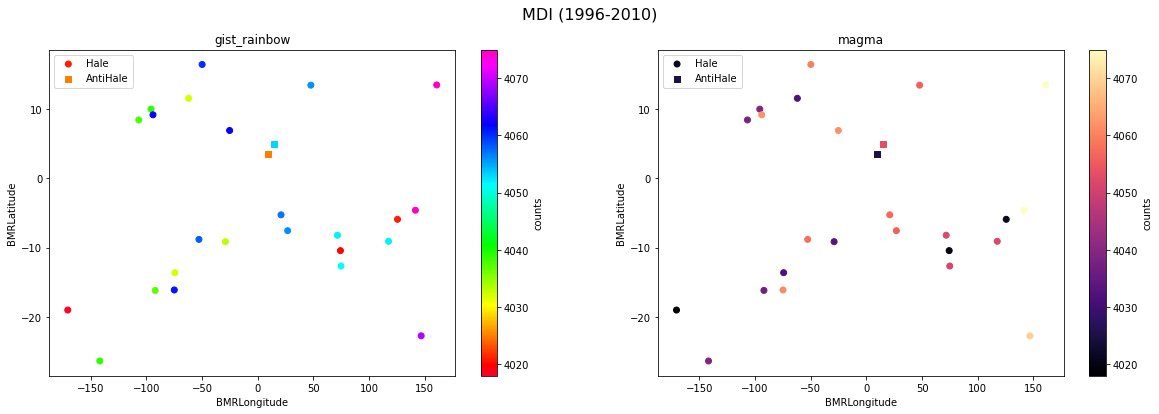 MDI (1996-2010)
gist_rainbow
Hale
AntiHale
10
0
−10
−20
BMRLatitude
−150 −100 −50 0 50 100 150
BMRLongitude
4070
4060
4050
4040
4030
4020
counts
magma
Hale
AntiHale
10
0
−10
−20
BMRLatitude
−150 −100 −50 0 50 100 150
BMRLongitude
4070
4060
4050
4040
4030
4020
counts